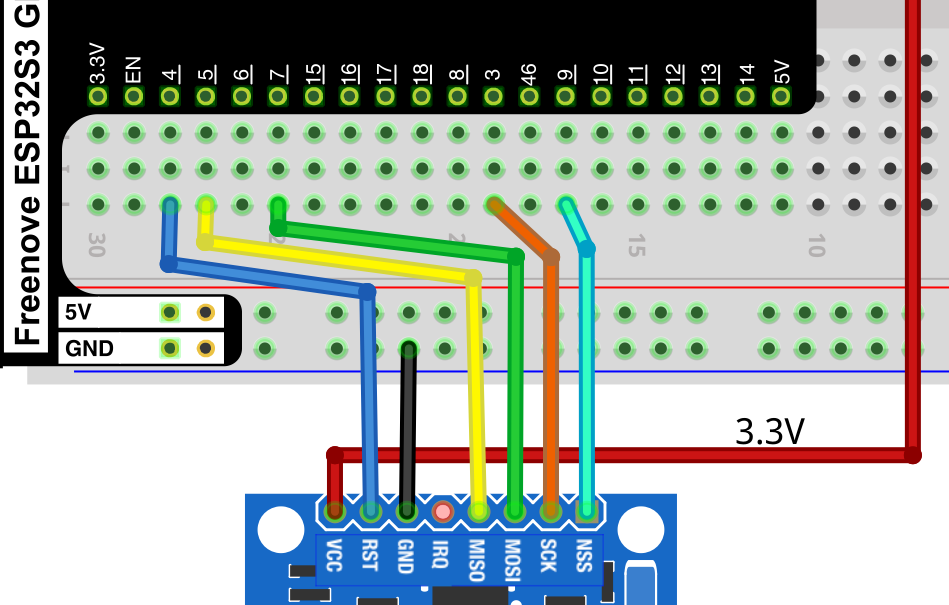 Freenove ESP32S3 G
3.3V EN 4 5 6 7 15 16 17 18 8 3 46 9 10 11 12 13 14 5V
30 15 10
5V
GND
3.3V
VCC RST GND IRQ MISO MOSI SCK NSS